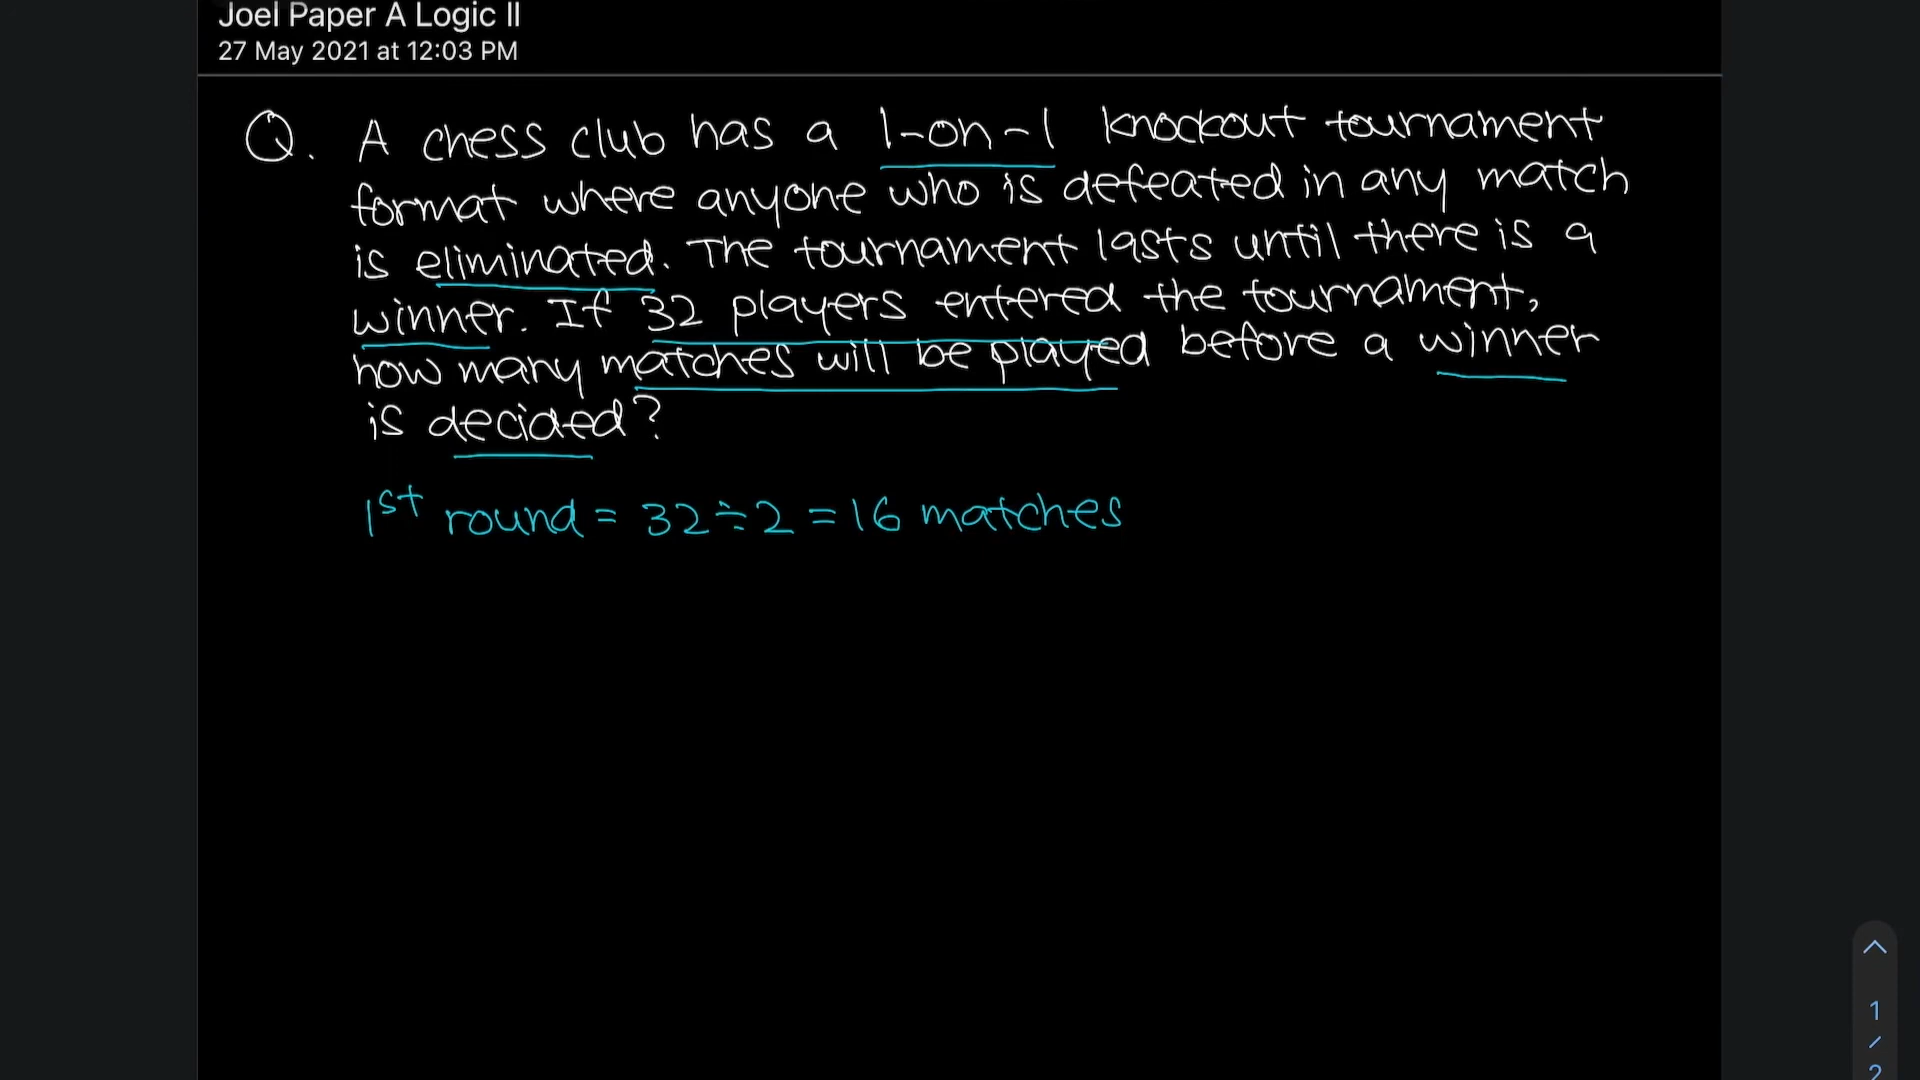 Joel Paper A Logic II
27 May 2021 at 12:03 PM
Q. A chess club has a 1-on-1 knockout tournament
format where anyone who is defeated in any match
is eliminated. The tournament lasts until there is a
winner. If 32 players entered the tournament,
how many matches will be played before a winner
is decided?
1st round = 32÷2 = 16 matches
1
/
2